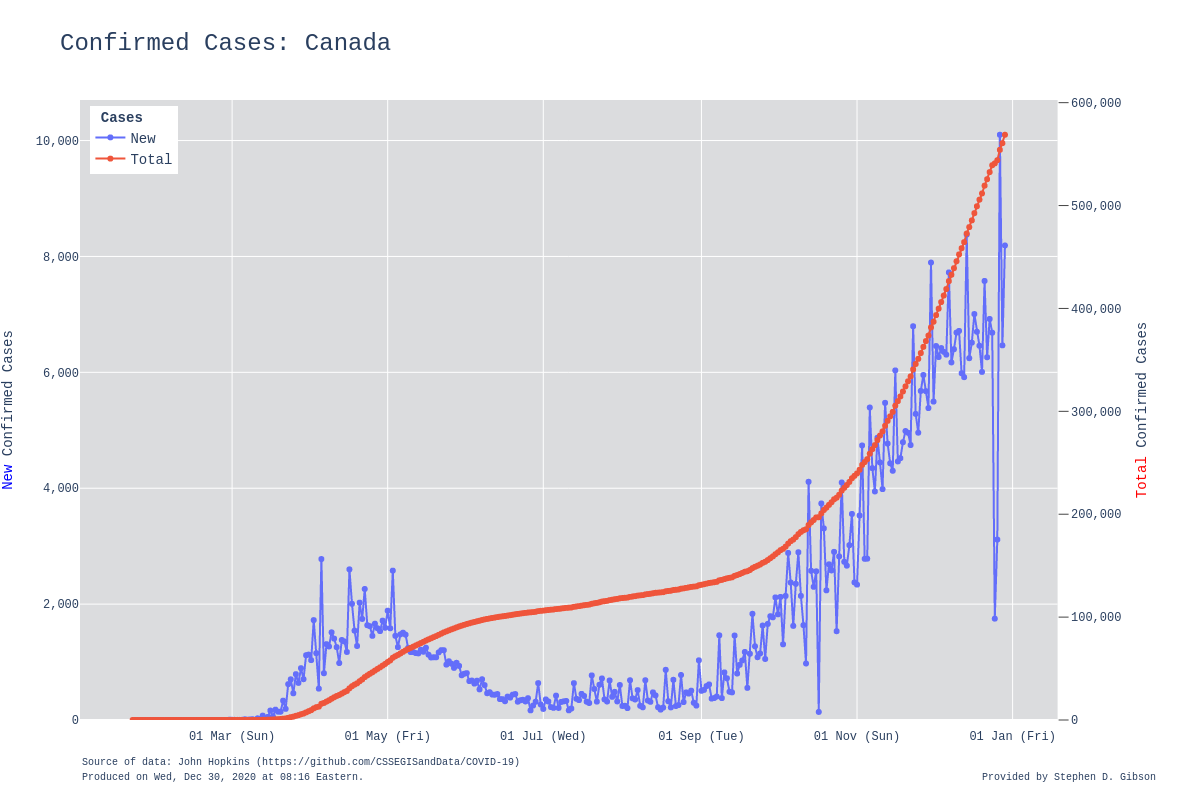 Confirmed Cases: Canada
Cases
New
Total
10,000
8,000
6,000
4,000
2,000
0
New Confirmed Cases
600,000
500,000
400,000
300,000
200,000
100,000
0
Total Confirmed Cases
01 Mar (Sun)
01 May (Fri)
01 Jul (Wed)
01 Sep (Tue)
01 Nov (Sun)
01 Jan (Fri)
Source of data: John Hopkins (https://github.com/CSSEGISandData/COVID-19)
Produced on Wed, Dec 30, 2020 at 08:16 Eastern.
Provided by Stephen D. Gibson